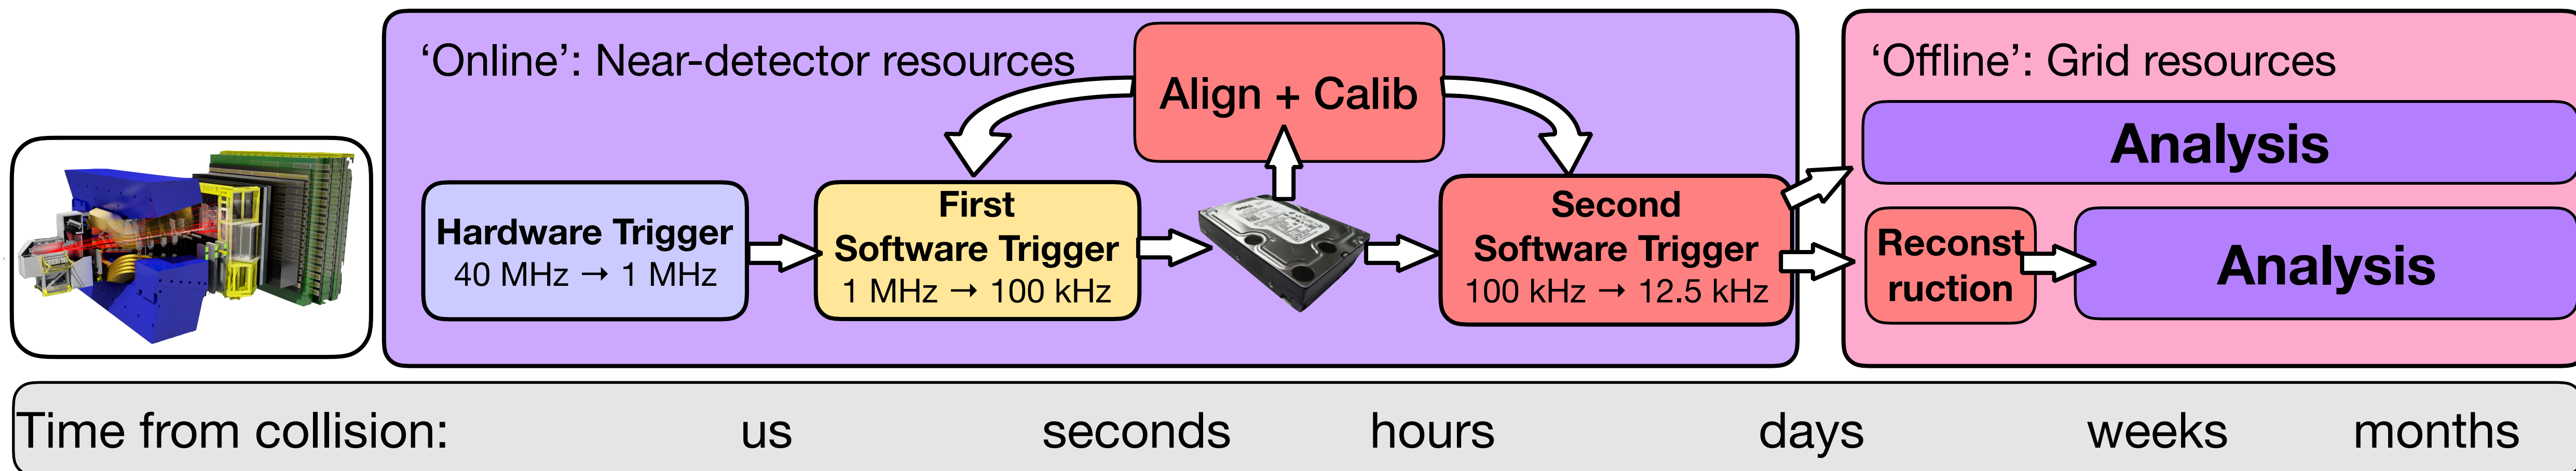 ‘Online’: Near-detector resources
Align + Calib
Hardware Trigger
40 MHz → 1 MHz
First
Software Trigger
1 MHz → 100 kHz
Second
Software Trigger
100 kHz → 12.5 kHz
‘Offline’: Grid resources
Analysis
Reconst
ruction
Analysis
Time from collision: us seconds hours days weeks months